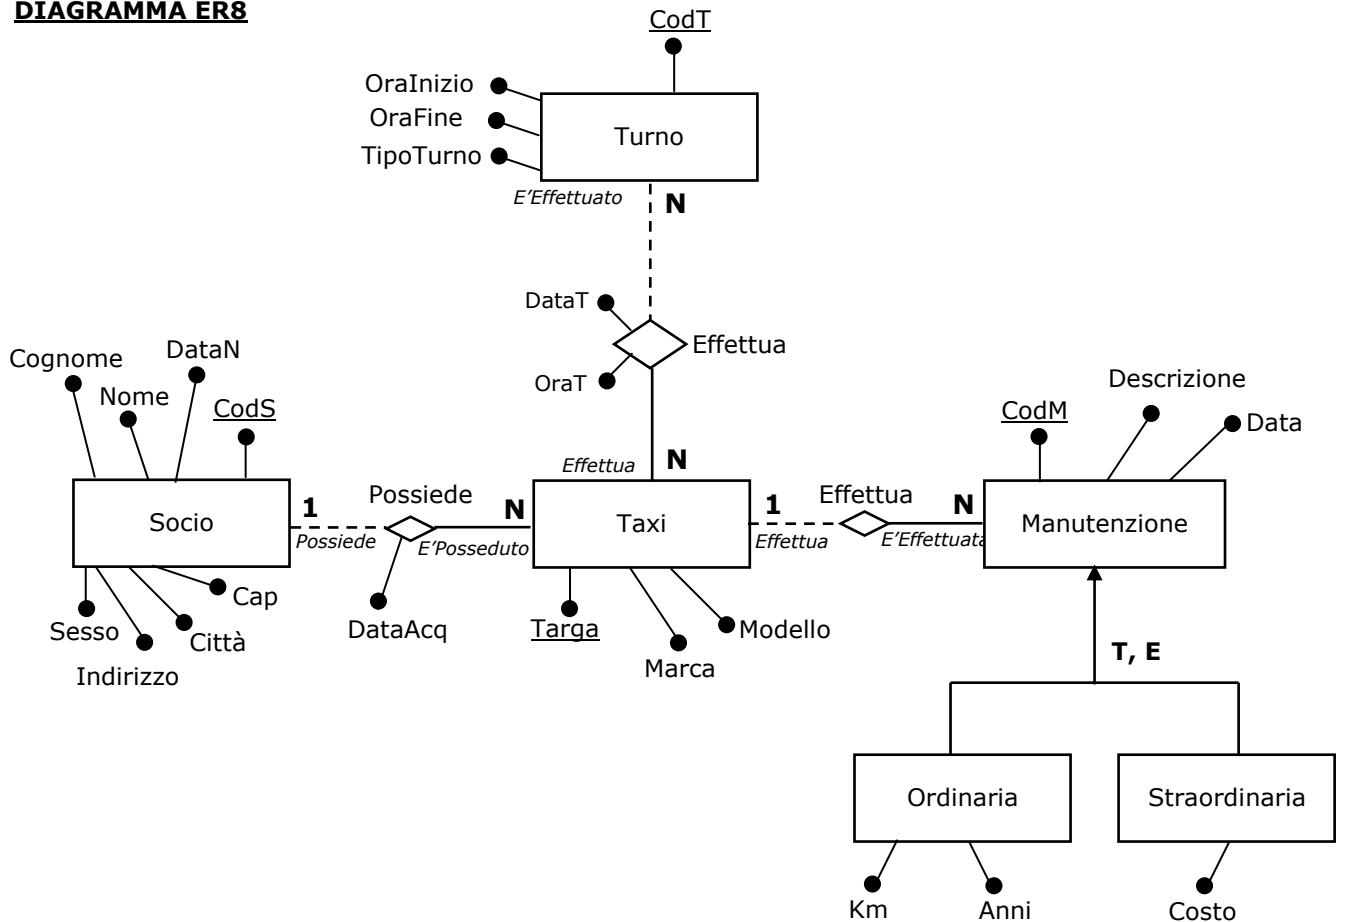 DIAGRAMMA ER8
CodT
OraInizio
OraFine
TipoTurno
Turno
E'Effettuato
N
DataT
Effettua
OraT
Cognome
DataN
Nome
CodS
Descrizione
CodM
Data
Effettua
N
Socio
1
Possiede
Possiede
N
E'Posseduto
Taxi
1
Effettua
Effettua
N
E'Effettuata
Manutenzione
Sesso
Indirizzo
Città
Cap
DataAcq
Targa
Marca
Modello
T, E
Ordinaria
Straordinaria
Km
Anni
Costo